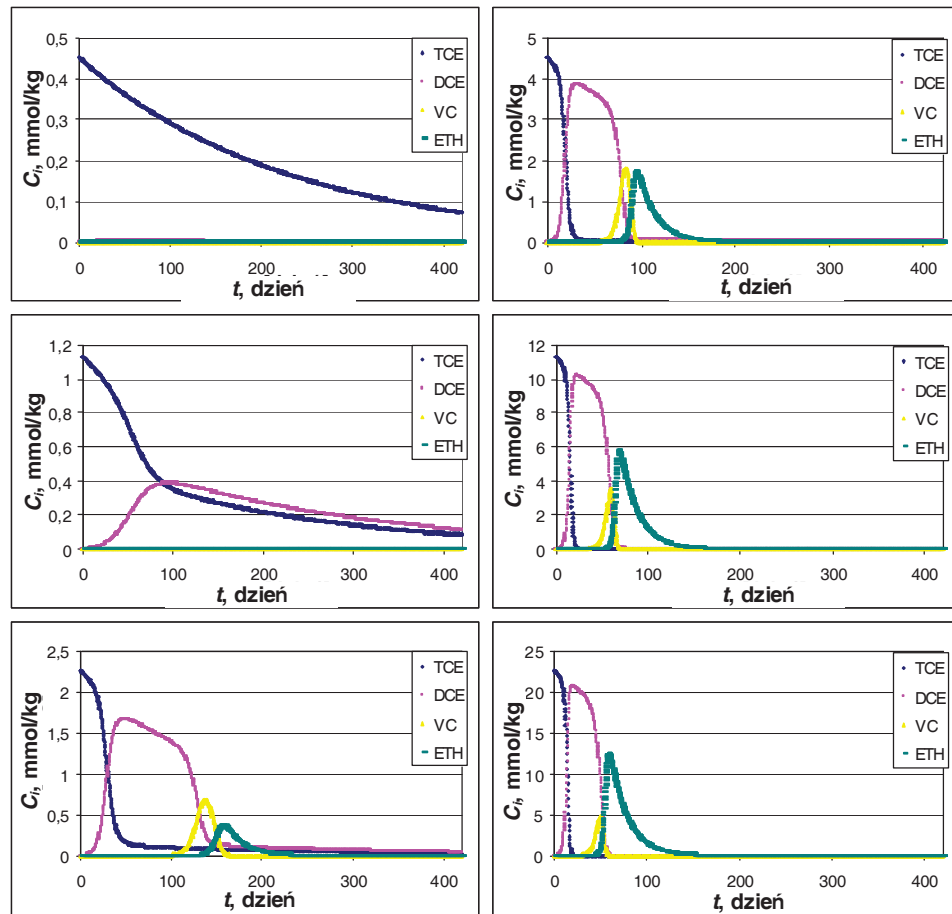 0,5
0,4
0,3
0,2
0,1
0
0 100 200 300 400
C_i, mmol/kg
t, dzień
TCE
DCE
VC
ETH
5
4
3
2
1
0
0 100 200 300 400
C_i, mmol/kg
t, dzień
TCE
DCE
VC
ETH
1,2
1
0,8
0,6
0,4
0,2
0
0 100 200 300 400
C_i, mmol/kg
t, dzień
TCE
DCE
VC
ETH
12
10
8
6
4
2
0
0 100 200 300 400
C_i, mmol/kg
t, dzień
TCE
DCE
VC
ETH
2,5
2
1,5
1
0,5
0
0 100 200 300 400
C_i, mmol/kg
t, dzień
TCE
DCE
VC
ETH
25
20
15
10
5
0
0 100 200 300 400
C_i, mmol/kg
t, dzień
TCE
DCE
VC
ETH